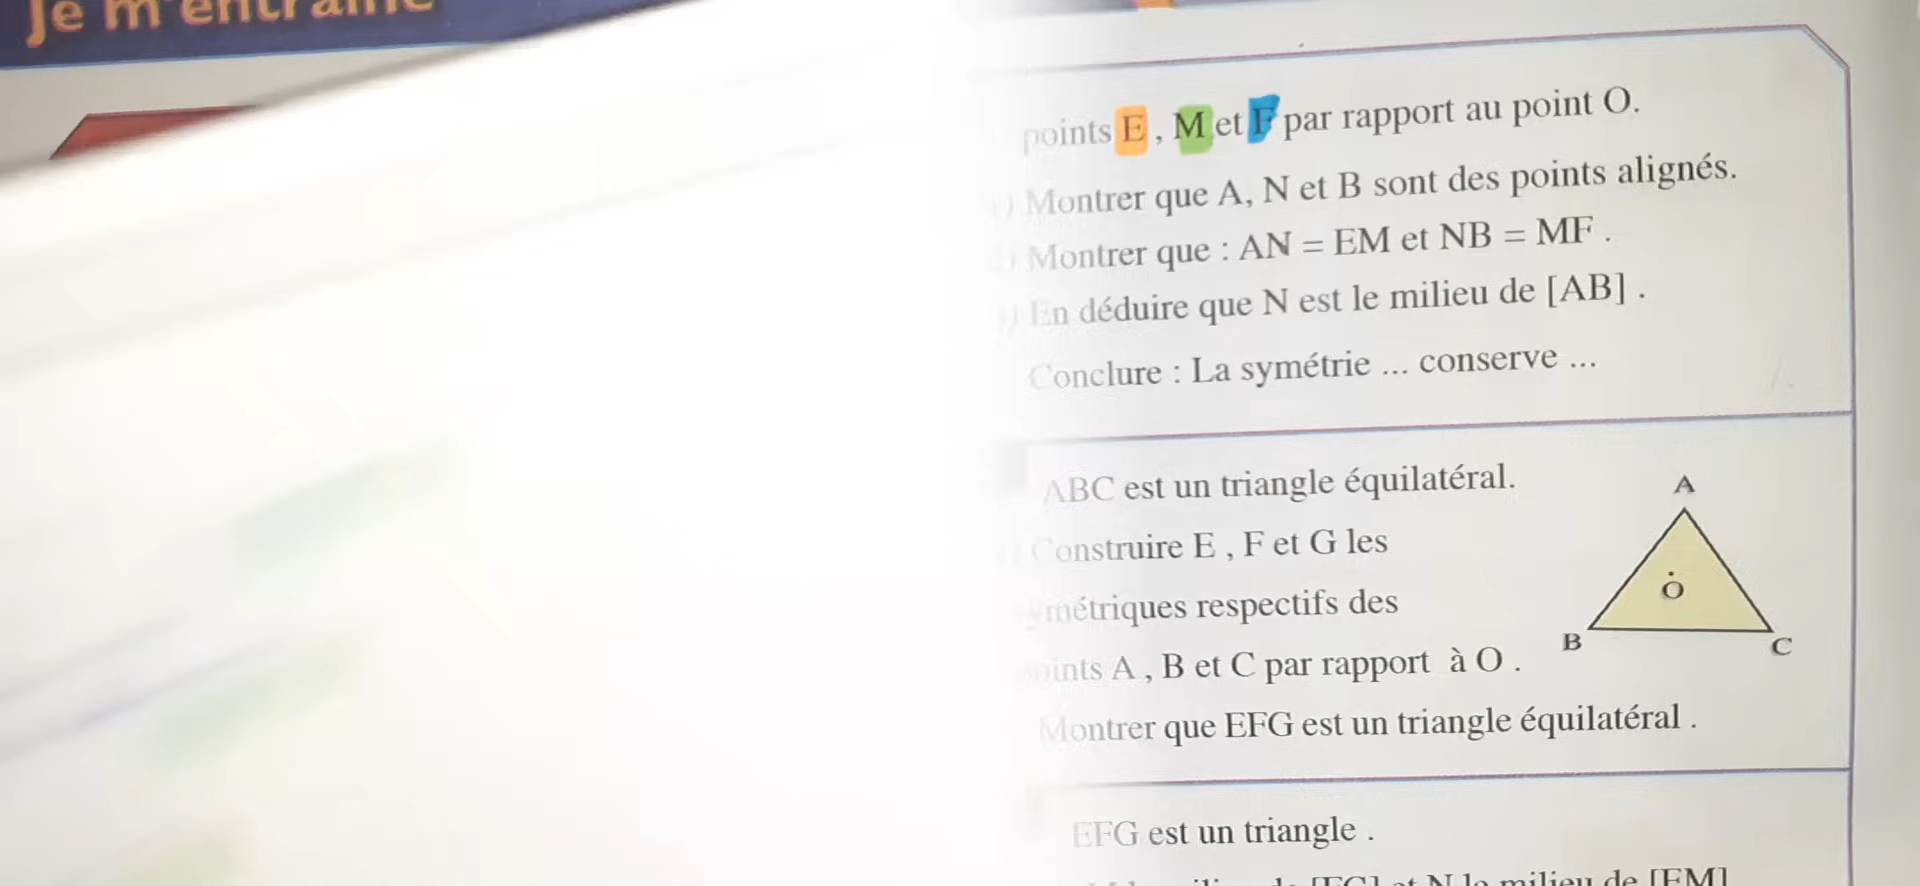 Je m'entraîne
points E , M et F par rapport au point O.
) Montrer que A, N et B sont des points alignés.
) Montrer que : AN = EM et NB = MF .
) En déduire que N est le milieu de [AB] .
Conclure : La symétrie ... conserve ...
ABC est un triangle équilatéral.
Construire E , F et G les
métriques respectifs des
oints A , B et C par rapport à O .
Montrer que EFG est un triangle équilatéral .
A
O
B
C
EFG est un triangle .
et N le milieu de [EM]